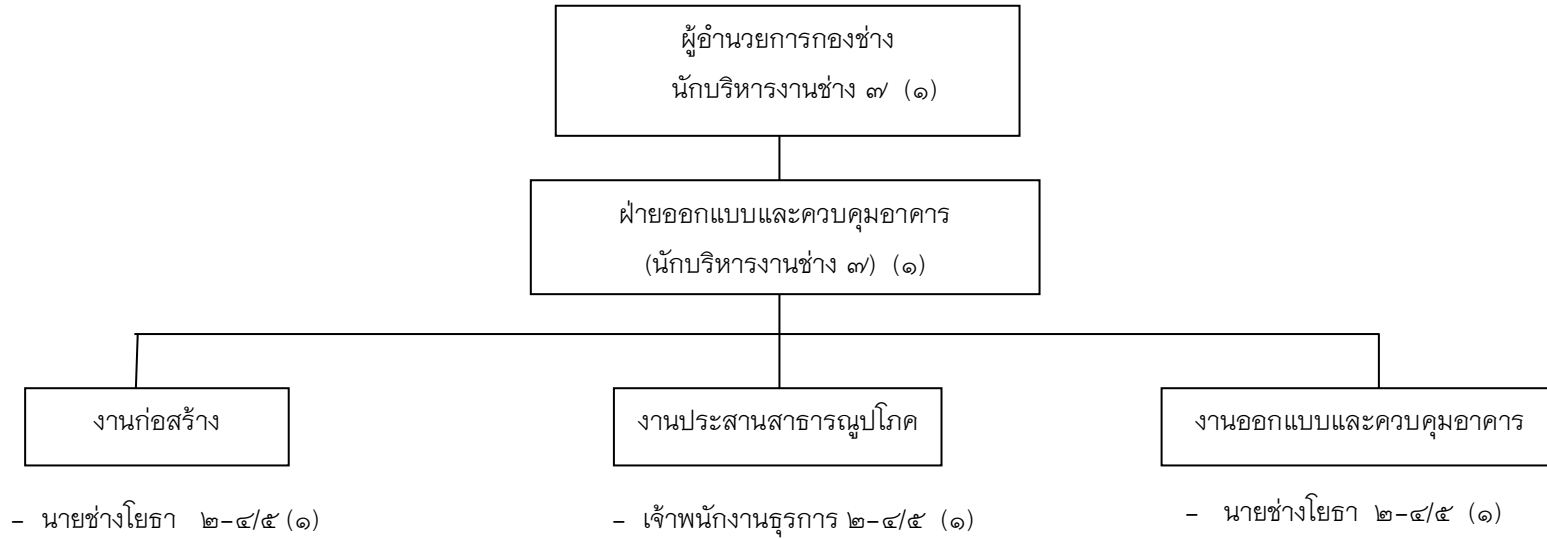 ผู้อำนวยการกองช่าง
นักบริหารงานช่าง ๗ (๑)
ฝ่ายออกแบบและควบคุมอาคาร
(นักบริหารงานช่าง ๗) (๑)
งานก่อสร้าง
งานประสานสาธารณูปโภค
งานออกแบบและควบคุมอาคาร
- นายช่างโยธา ๒-๔/๕ (๑)
- เจ้าพนักงานธุรการ ๒-๔/๕ (๑)
- นายช่างโยธา ๒-๔/๕ (๑)